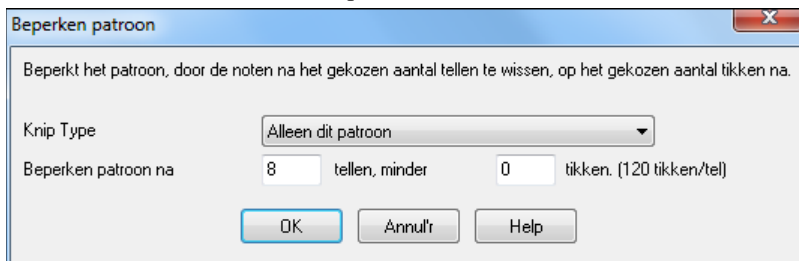 Beperken patroon
Beperkt het patroon, door de noten na het gekozen aantal tellen te wissen, op het gekozen aantal tikken na.
Knip Type Alleen dit patroon
Beperken patroon na 8 tellen, minder 0 tikken. (120 tikken/tel)
OK Annul'r Help